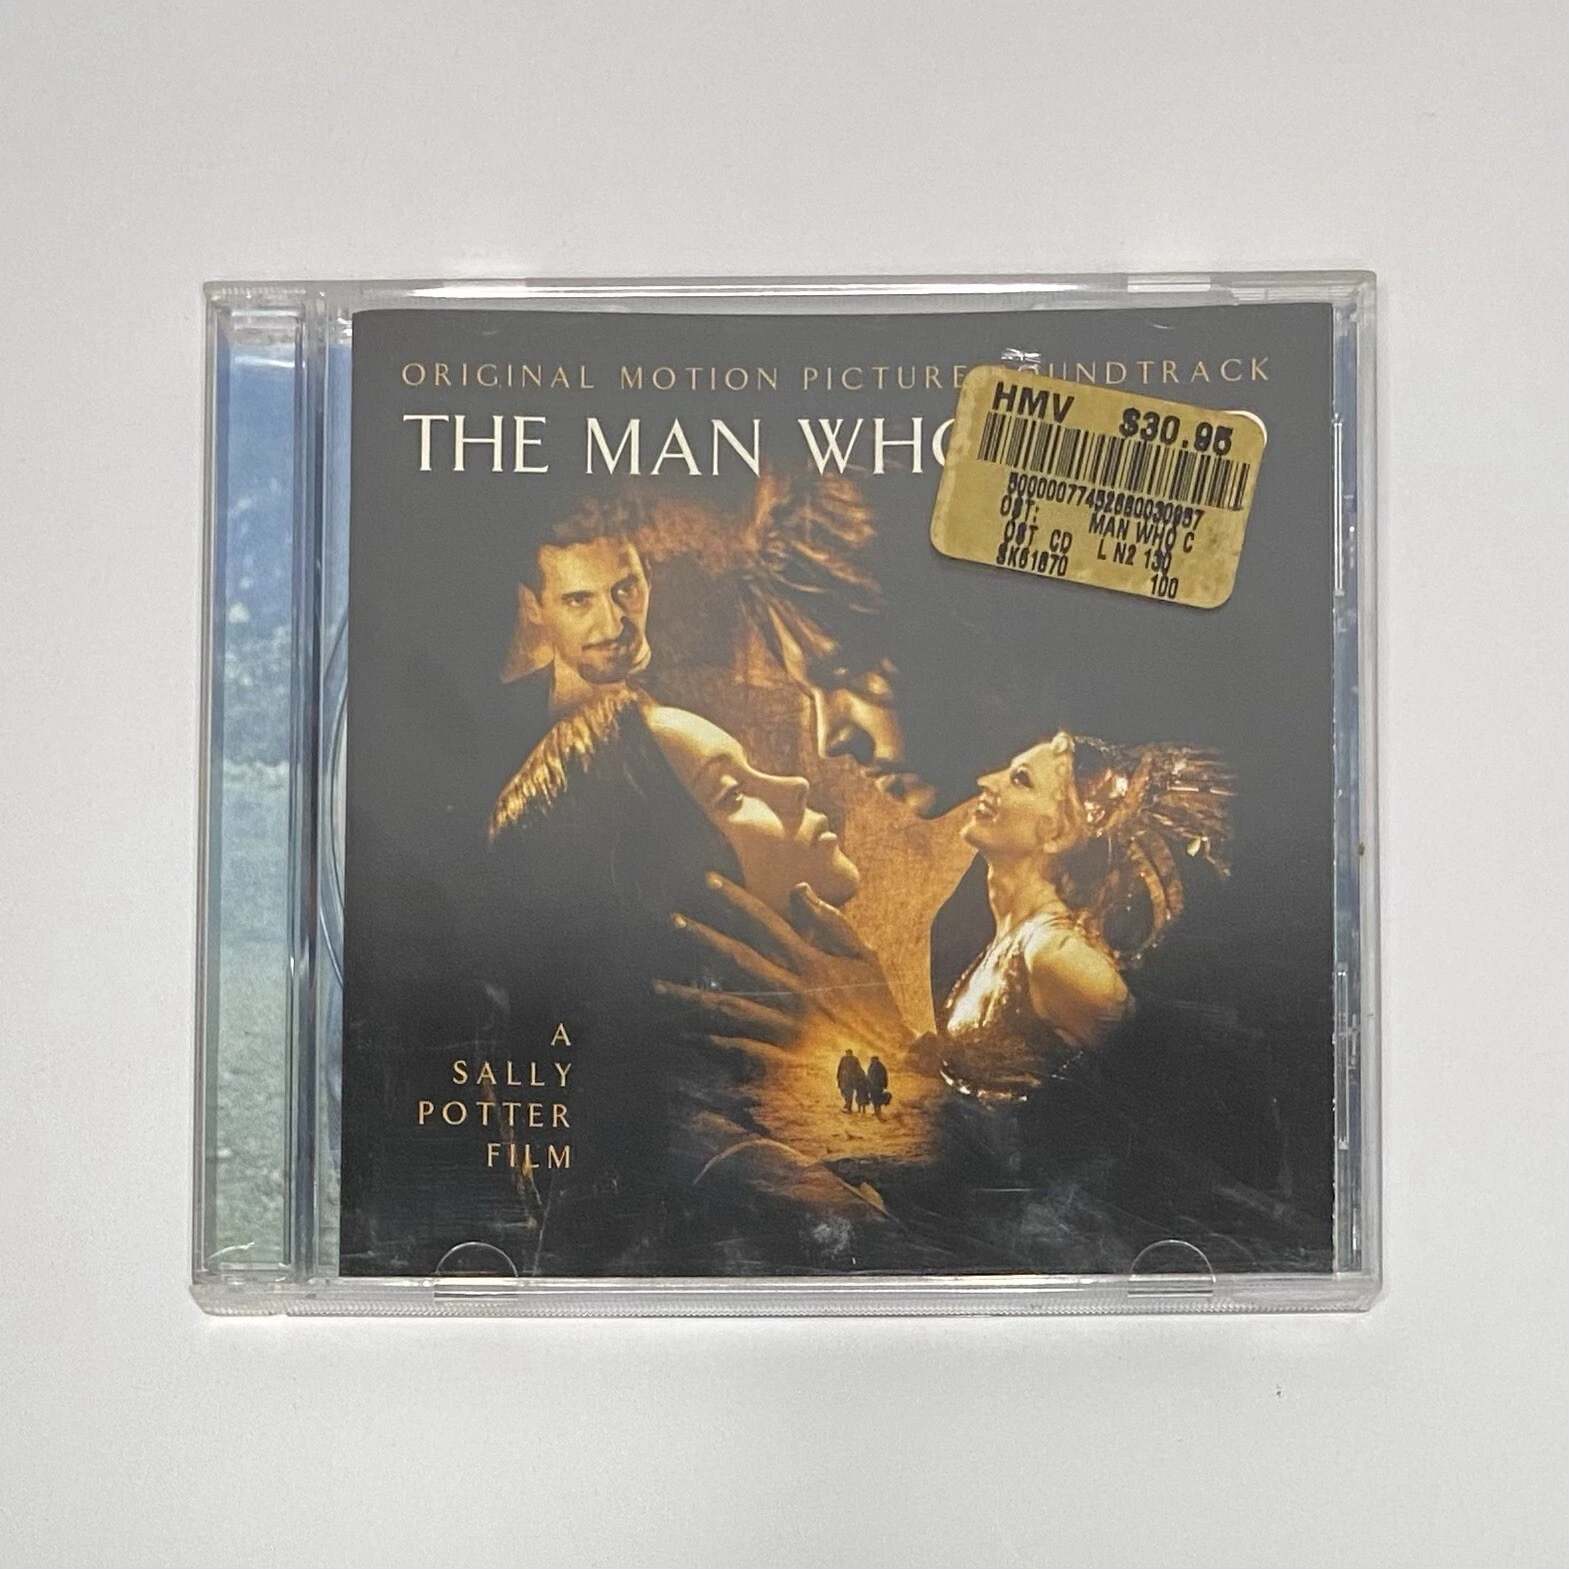 ORIGINAL MOTION PICTURE SOUNDTRACK
THE MAN WHO
HMV $30.95
50000077452880030957
OST: MAN WHO C
OST CD L N2 130
SK61870 100
A
SALLY
POTTER
FILM